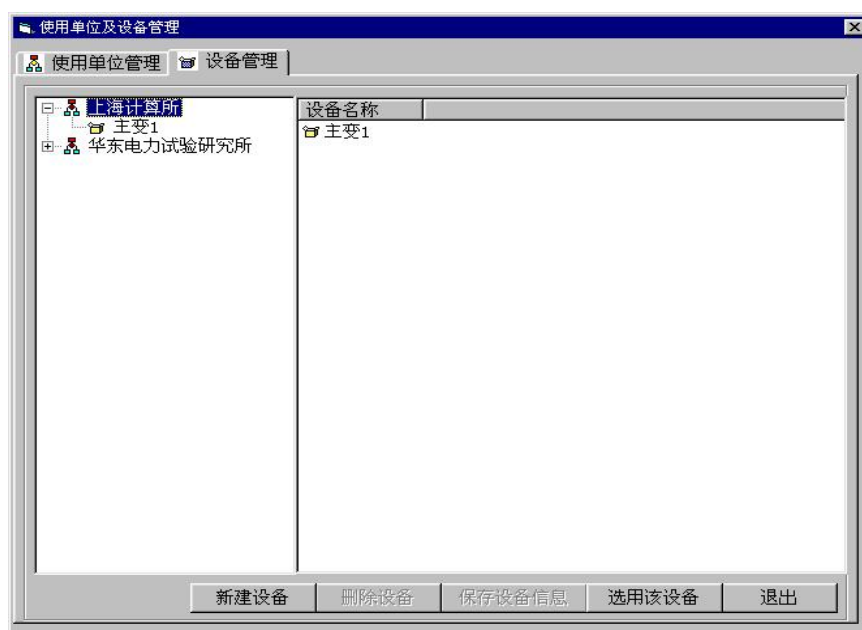 使用单位及设备管理
使用单位管理 设备管理
上海计算所
主变1
华东电力试验研究所
设备名称
主变1
新建设备 删除设备 保存设备信息 选用该设备 退出